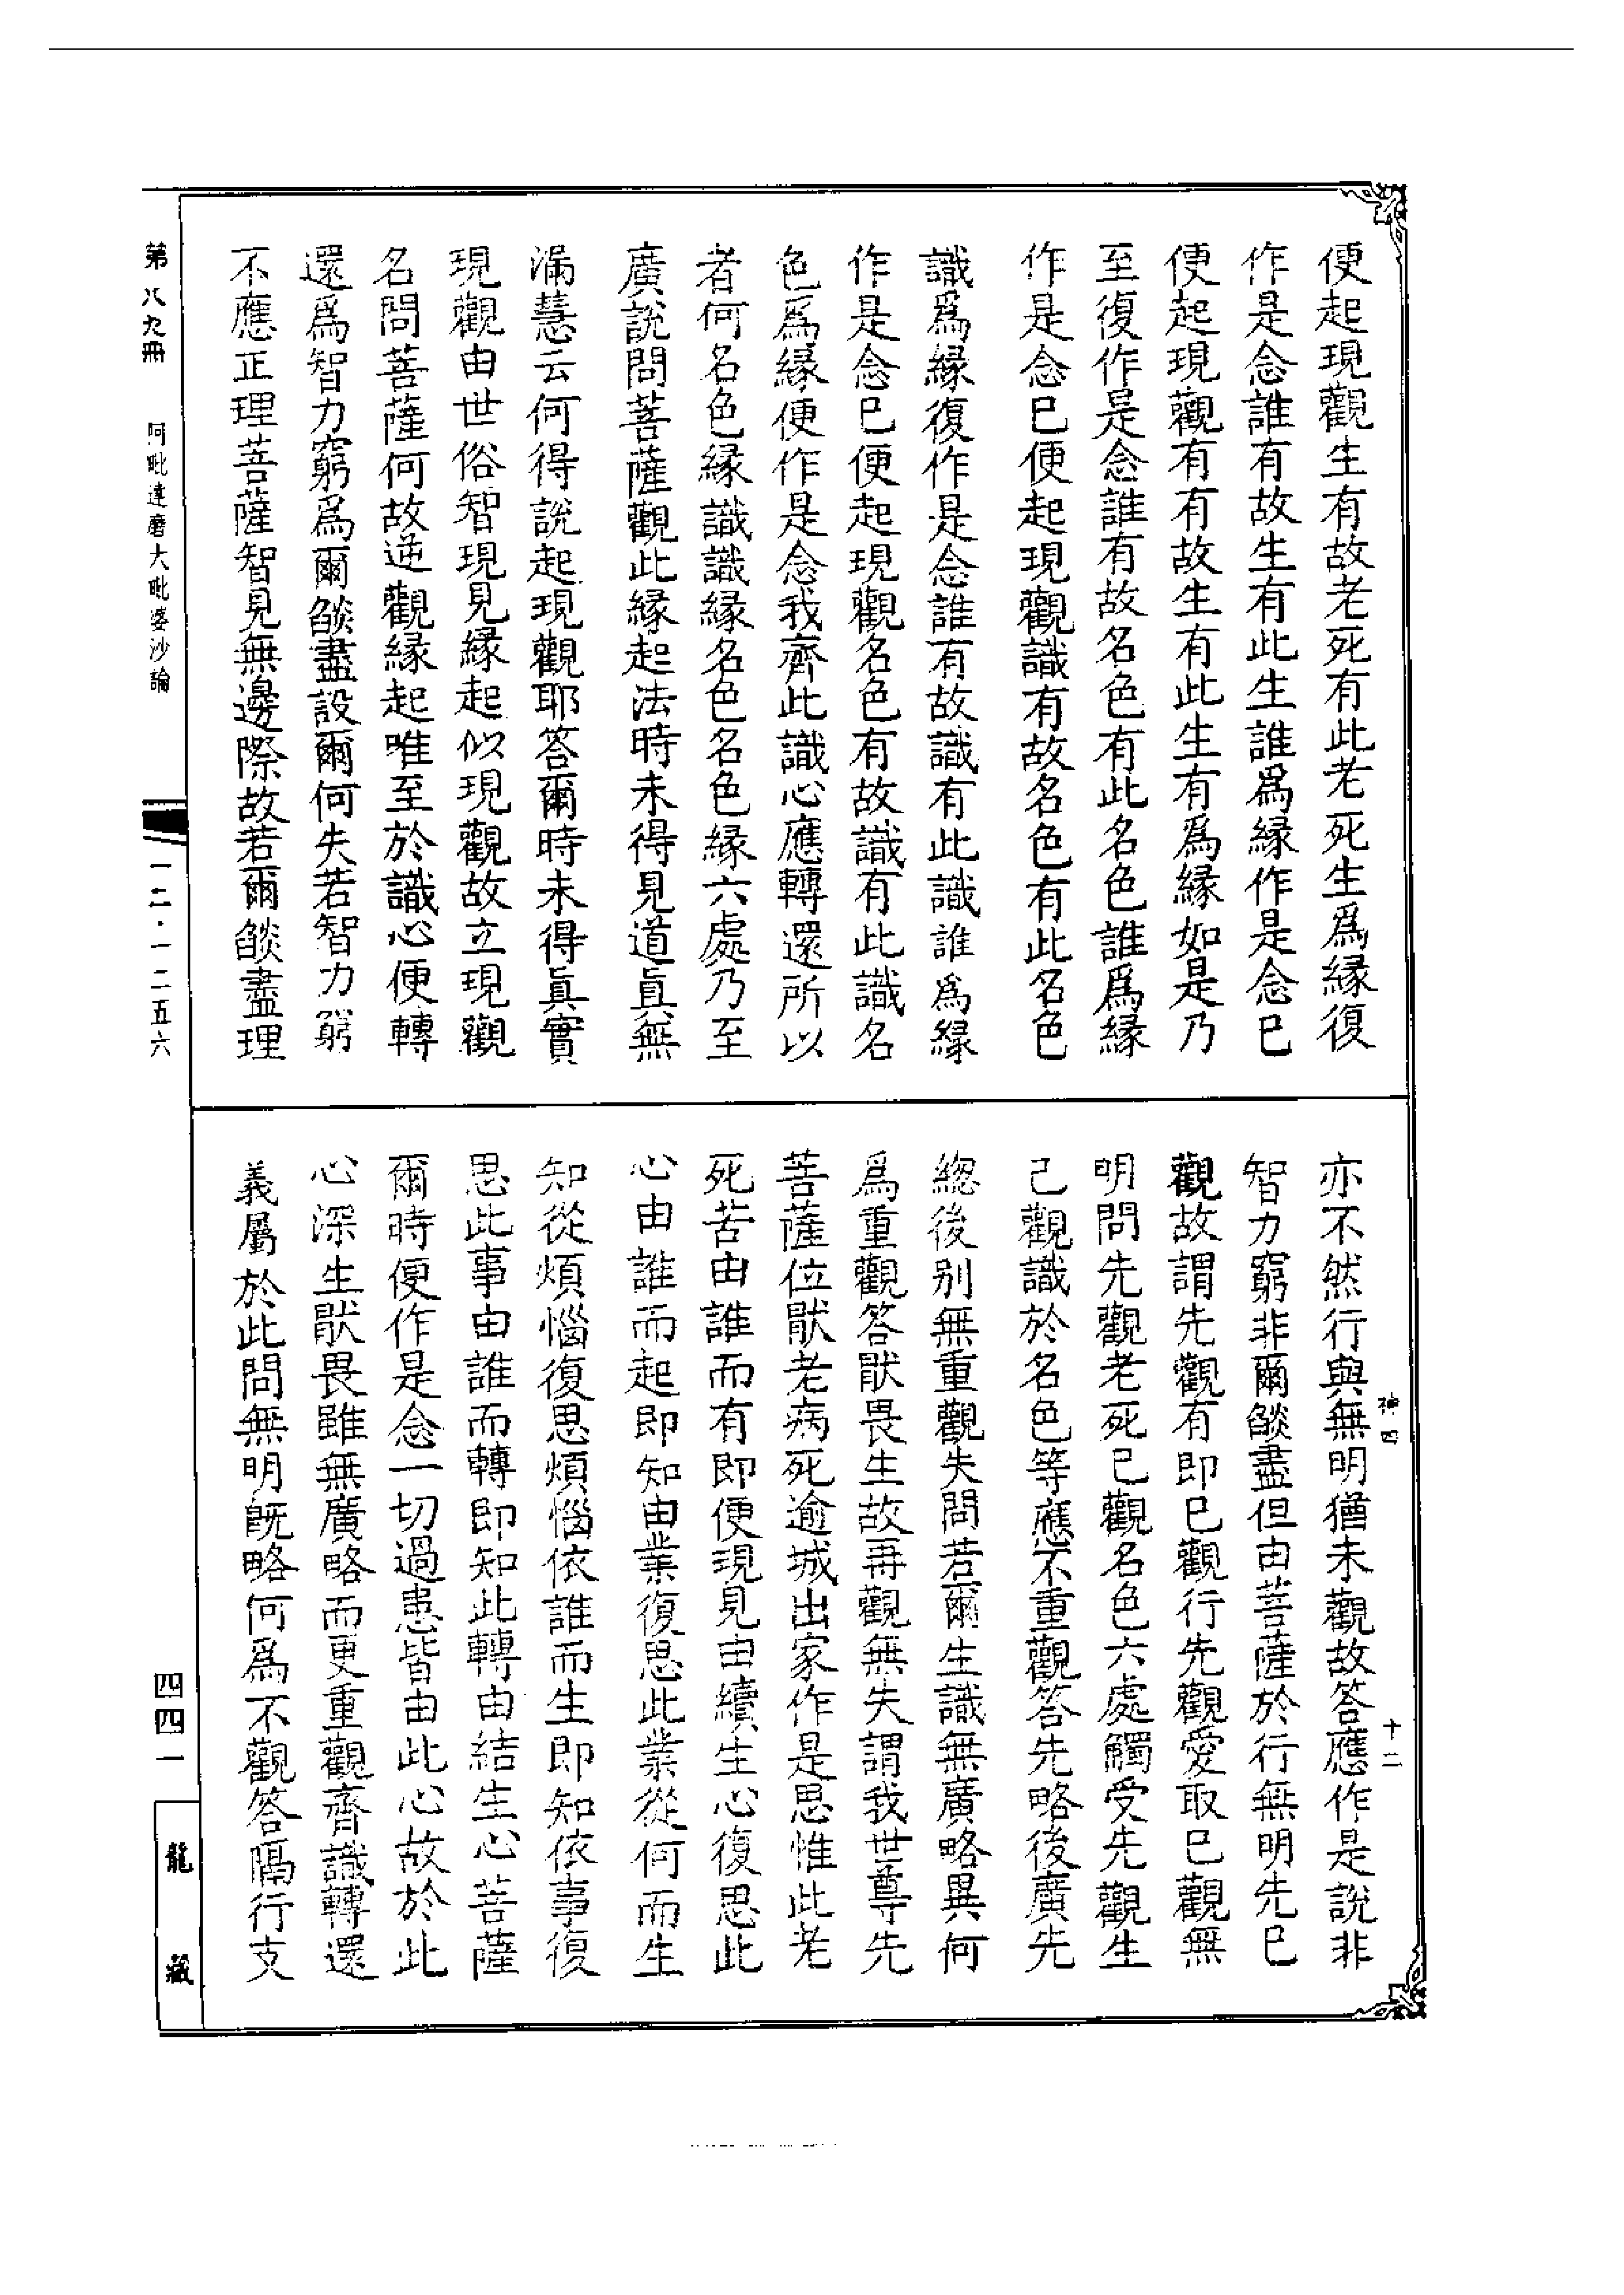 便起現觀生有故老死有此老死生爲緣復
作是念誰有故生有此生誰爲緣作是念已
便起現觀有有故生有此生有爲緣如是乃
至復作是念誰有故名色有此名色誰爲緣
作是念已便起現觀識有故名色有此名色
識爲緣復作是念誰有故識有此識誰爲緣
作是念已便起現觀名色有故識有此識名
色爲緣便作是念我齊此識心應轉還所以
者何名色緣識識緣名色名色緣六處乃至
廣說問菩薩觀此緣起法時未得見道眞無
漏慧云何得說起現觀耶答爾時未得眞實
現觀由世俗智現見緣起似現觀故立現觀
名問菩薩何故逆觀緣起唯至於識心便轉
還爲智力窮爲爾燄盡設爾何失若智力窮
不應正理菩薩智見無邊際故若爾燄盡理
亦不然行與無明猶未觀故答應作是說非
智力窮非爾燄盡但由菩薩於行無明先已
觀故謂先觀有即已觀行先觀愛取已觀無
明問先觀老死已觀名色六處觸受先觀生
已觀識於名色等應不重觀答先略後廣先
總後別無重觀失問若爾生識無廣略異何
爲重觀答猒畏生故再觀無失謂我世尊先
菩薩位猒老病死逾城出家作是思惟此老
死苦由誰而有即便現見由續生心復思此
心由誰而起即知由業復思此業從何而生
知從煩惱復思煩惱依誰而生即知依事復
思此事由誰而轉即知此轉由結生心菩薩
爾時便作是念一切過患皆由此心故於此
心深生猒畏雖無廣略而更重觀齊識轉還
義屬於此問無明既略何爲不觀答隔行支
神四
十二
第八九冊
阿毗達磨大毗婆沙論
一二·一二五六
四四一
龍藏